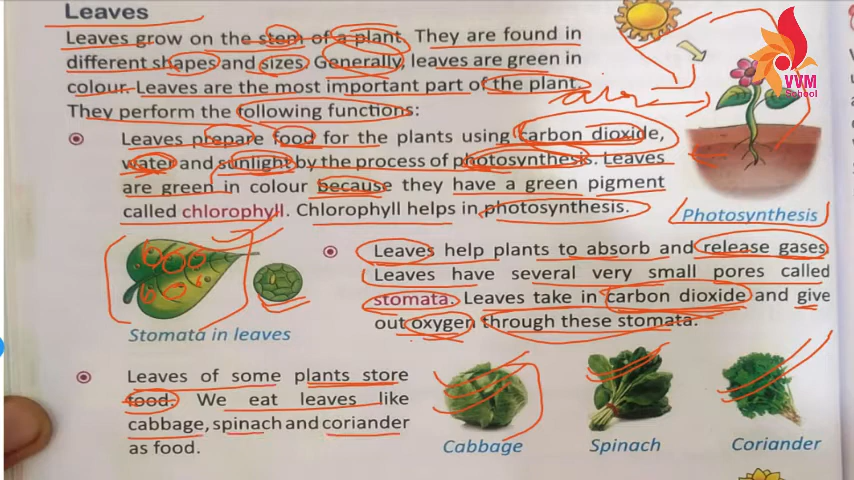 Leaves
Leaves grow on the stem of a plant. They are found in
different shapes and sizes Generally, leaves are green in
colour. Leaves are the most important part of the plant.
They perform the following functions:
Leaves prepare food for the plants using carbon dioxide,
water and sunlight by the process of photosynthesis. Leaves
are green in colour because they have a green pigment
called chlorophyll. Chlorophyll helps in photosynthesis.
air
VVM
School
Photosynthesis
Leaves help plants to absorb and release gases
Leaves have several very small pores called
stomata. Leaves take in carbon dioxide and give
out oxygen through these stomata.
Stomata in leaves
Leaves of some plants store
food. We eat leaves like
cabbage, spinach and coriander
as food.
Cabbage
Spinach
Coriander